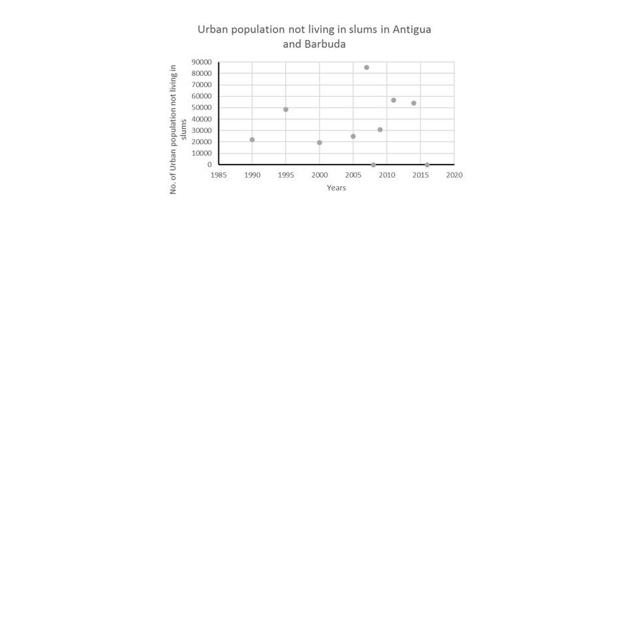 Urban population not living in slums in Antigua
and Barbuda
No. of Urban population not living in
slums
90000
80000
70000
60000
50000
40000
30000
20000
10000
0
1985 1990 1995 2000 2005 2010 2015 2020
Years